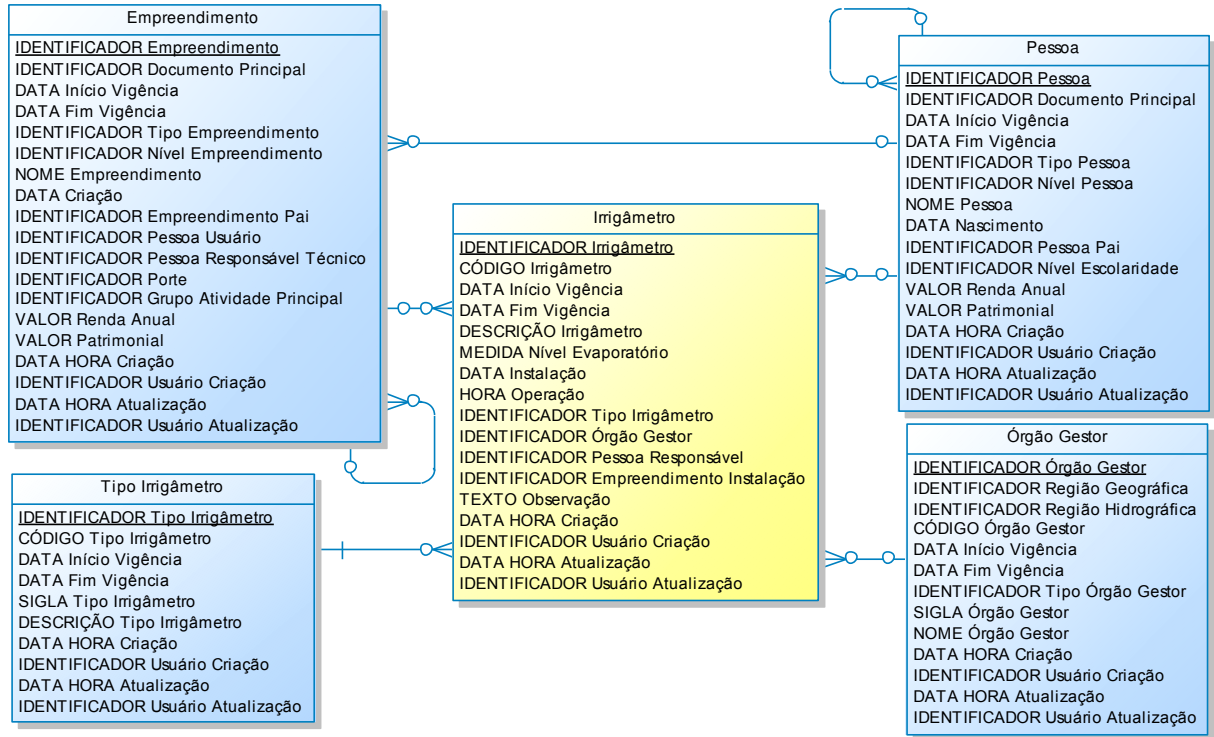 Empreendimento
IDENTIFICADOR Empreendimento
IDENTIFICADOR Documento Principal
DATA Início Vigência
DATA Fim Vigência
IDENTIFICADOR Tipo Empreendimento
IDENTIFICADOR Nível Empreendimento
NOME Empreendimento
DATA Criação
IDENTIFICADOR Empreendimento Pai
IDENTIFICADOR Pessoa Usuário
IDENTIFICADOR Pessoa Responsável Técnico
IDENTIFICADOR Porte
IDENTIFICADOR Grupo Atividade Principal
VALOR Renda Anual
VALOR Patrimonial
DATA HORA Criação
IDENTIFICADOR Usuário Criação
DATA HORA Atualização
IDENTIFICADOR Usuário Atualização
Pessoa
IDENTIFICADOR Pessoa
IDENTIFICADOR Documento Principal
DATA Início Vigência
DATA Fim Vigência
IDENTIFICADOR Tipo Pessoa
IDENTIFICADOR Nível Pessoa
NOME Pessoa
DATA Nascimento
IDENTIFICADOR Pessoa Pai
IDENTIFICADOR Nível Escolaridade
VALOR Renda Anual
VALOR Patrimonial
DATA HORA Criação
IDENTIFICADOR Usuário Criação
DATA HORA Atualização
IDENTIFICADOR Usuário Atualização
Irrigâmetro
IDENTIFICADOR Irrigâmetro
CÓDIGO Irrigâmetro
DATA Início Vigência
DATA Fim Vigência
DESCRIÇÃO Irrigâmetro
MEDIDA Nível Evaporatório
DATA Instalação
HORA Operação
IDENTIFICADOR Tipo Irrigâmetro
IDENTIFICADOR Órgão Gestor
IDENTIFICADOR Pessoa Responsável
IDENTIFICADOR Empreendimento Instalação
TEXTO Observação
DATA HORA Criação
IDENTIFICADOR Usuário Criação
DATA HORA Atualização
IDENTIFICADOR Usuário Atualização
Tipo Irrigâmetro
IDENTIFICADOR Tipo Irrigâmetro
CÓDIGO Tipo Irrigâmetro
DATA Início Vigência
DATA Fim Vigência
SIGLA Tipo Irrigâmetro
DESCRIÇÃO Tipo Irrigâmetro
DATA HORA Criação
IDENTIFICADOR Usuário Criação
DATA HORA Atualização
IDENTIFICADOR Usuário Atualização
Órgão Gestor
IDENTIFICADOR Órgão Gestor
IDENTIFICADOR Região Geográfica
IDENTIFICADOR Região Hidrográfica
CÓDIGO Órgão Gestor
DATA Início Vigência
DATA Fim Vigência
IDENTIFICADOR Tipo Órgão Gestor
SIGLA Órgão Gestor
NOME Órgão Gestor
DATA HORA Criação
IDENTIFICADOR Usuário Criação
DATA HORA Atualização
IDENTIFICADOR Usuário Atualização